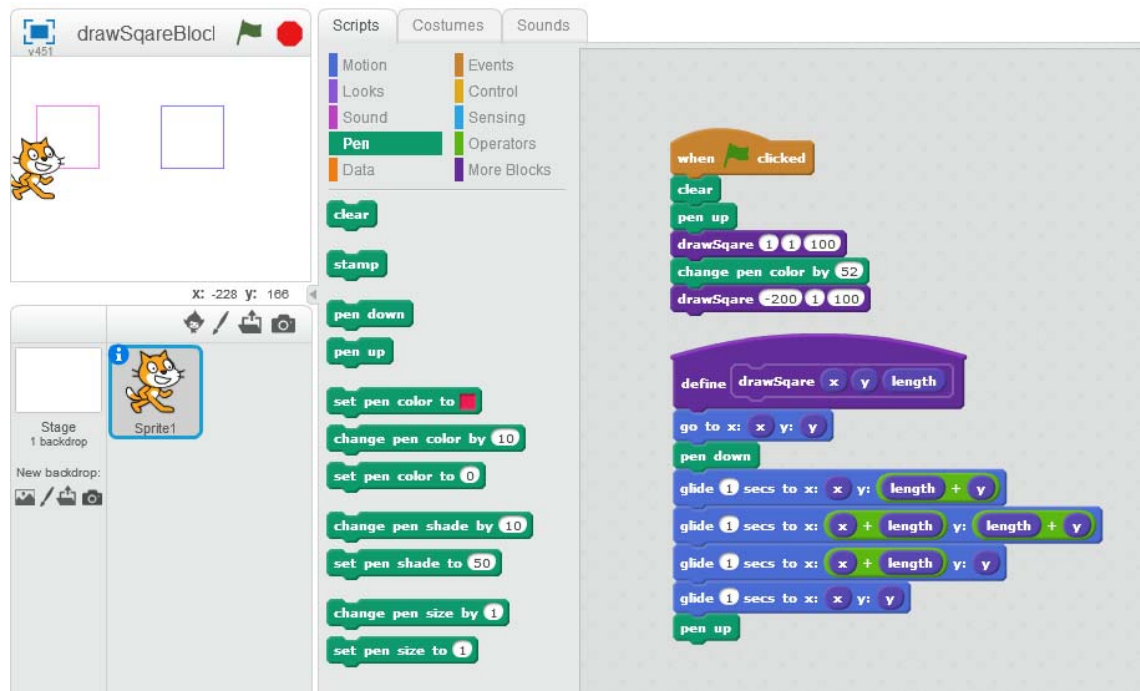 drawSqareBlocl
v451
x: -228 y: 166
Stage
1 backdrop
Sprite1
New backdrop:
Scripts Costumes Sounds
Motion Events
Looks Control
Sound Sensing
Pen Operators
Data More Blocks
clear
stamp
pen down
pen up
set pen color to
change pen color by 10
set pen color to 0
change pen shade by 10
set pen shade to 50
change pen size by 1
set pen size to 1
when clicked
clear
pen up
drawSqare 1 1 100
change pen color by 52
drawSqare -200 1 100
define drawSqare x y length
go to x: x y: y
pen down
glide 1 secs to x: x y: length + y
glide 1 secs to x: x + length y: length + y
glide 1 secs to x: x + length y: y
glide 1 secs to x: x y: y
pen up